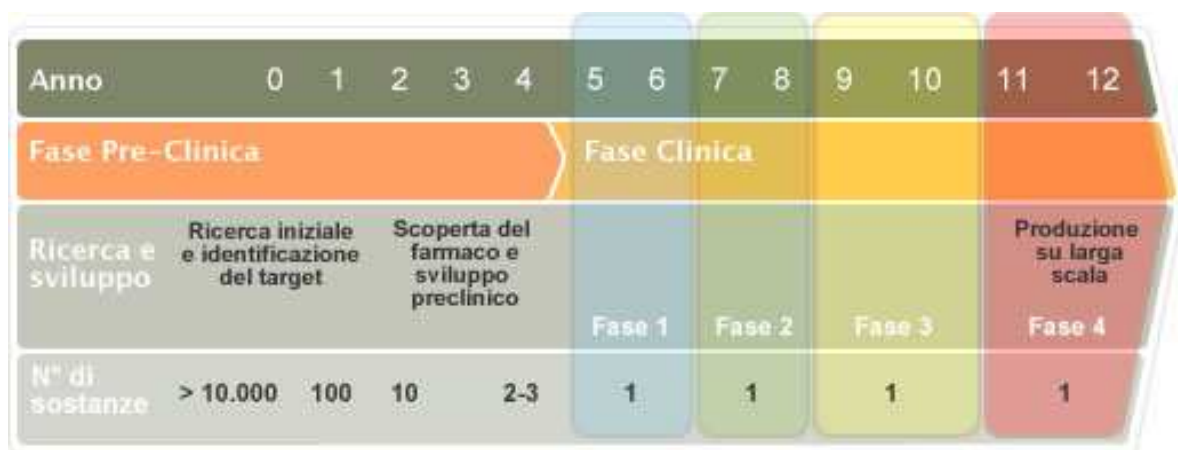 Anno 0 1 2 3 4 5 6 7 8 9 10 11 12
Fase Pre-Clinica Fase Clinica
Ricerca e
sviluppo
Ricerca iniziale
e identificazione
del target
Scoperta del
farmaco e
sviluppo
preclinico
Produzione
su larga
scala
Fase 1 Fase 2 Fase 3 Fase 4
N° di
sostanze
> 10.000 100 10 2-3 1 1 1 1